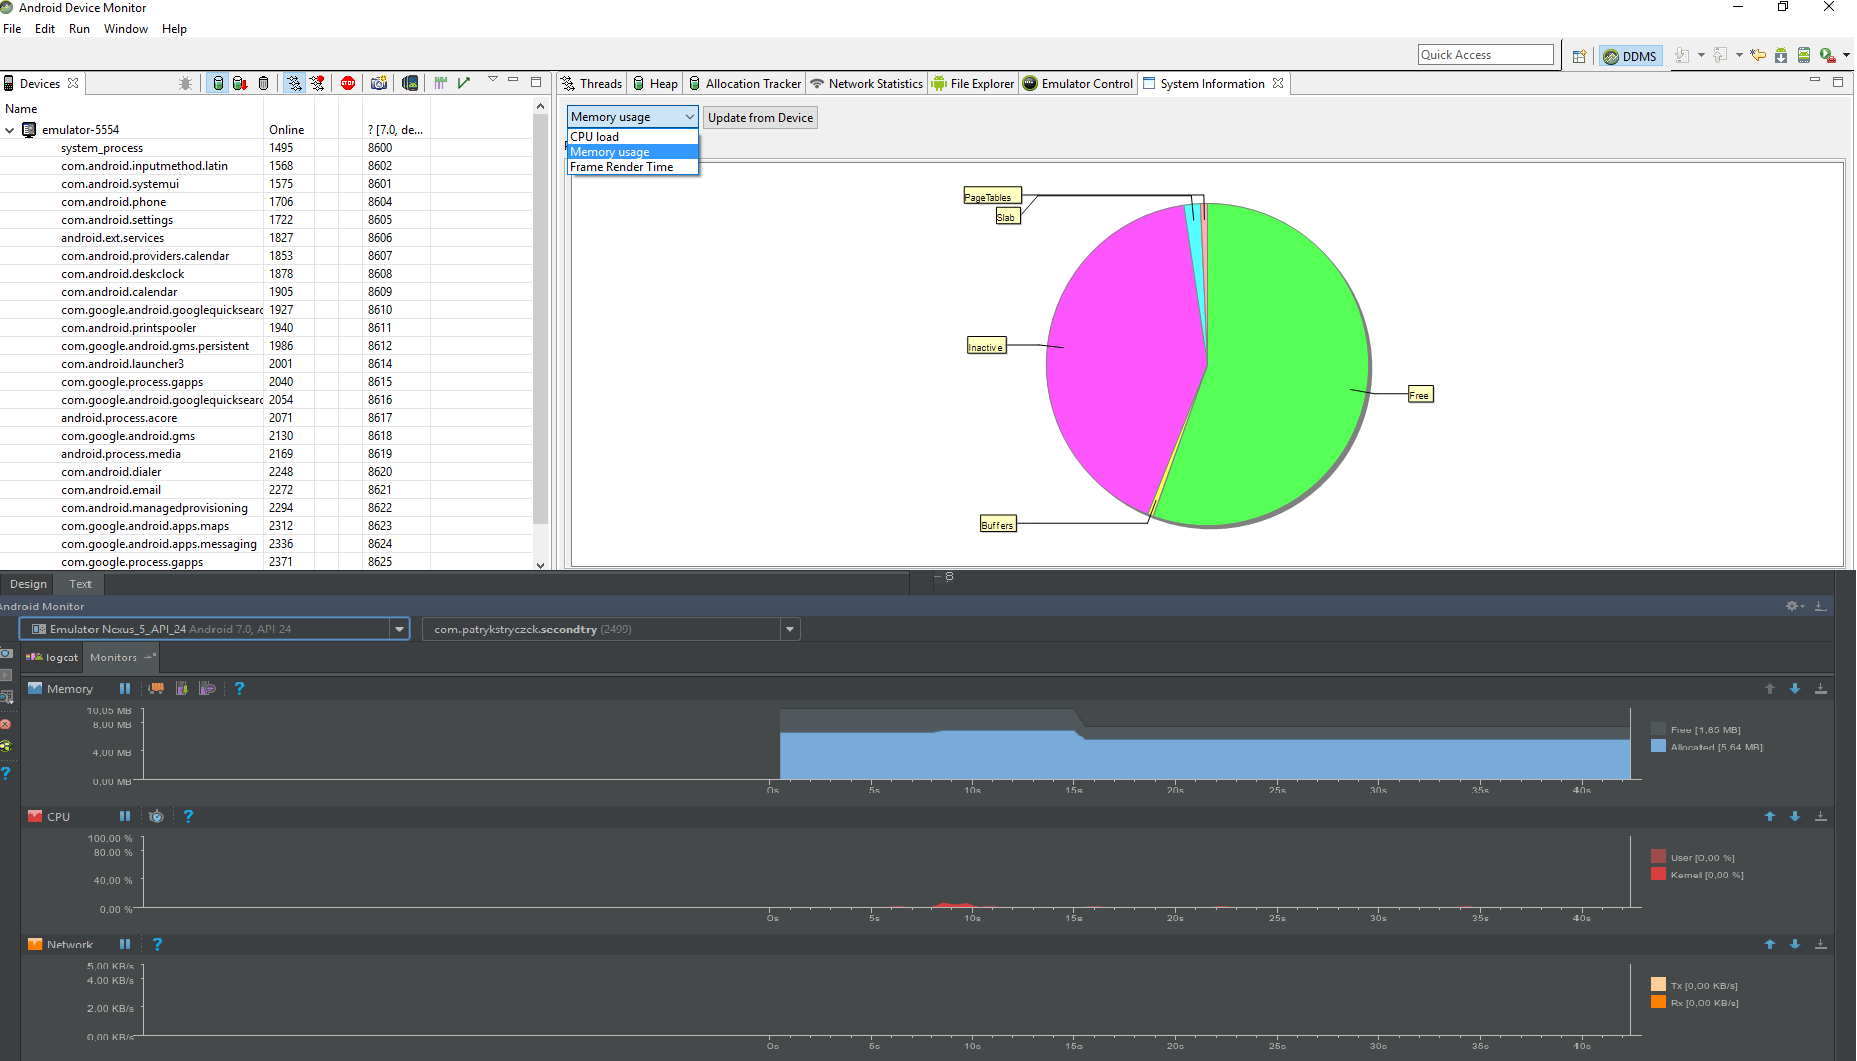 Android Device Monitor
File Edit Run Window Help
Quick Access DDMS
Devices
Threads Heap Allocation Tracker Network Statistics File Explorer Emulator Control System Information
Name
emulator-5554 Online ? [7.0, de...
system_process 1495 8600
com.android.inputmethod.latin 1568 8602
com.android.systemui 1575 8601
com.android.phone 1706 8604
com.android.settings 1722 8605
android.ext.services 1827 8606
com.android.providers.calendar 1853 8607
com.android.deskclock 1878 8608
com.android.calendar 1905 8609
com.google.android.googlequicksearc 1927 8610
com.android.printspooler 1940 8611
com.google.android.gms.persistent 1986 8612
com.android.launcher3 2001 8614
com.google.process.gapps 2040 8615
com.google.android.googlequicksearc 2054 8616
android.process.acore 2071 8617
com.google.android.gms 2130 8618
android.process.media 2169 8619
com.android.dialer 2248 8620
com.android.email 2272 8621
com.android.managedprovisioning 2294 8622
com.google.android.apps.maps 2312 8623
com.google.android.apps.messaging 2336 8624
com.google.process.gapps 2371 8625
Memory usage Update from Device
CPU load
Memory usage
Frame Render Time
PageTables
Slab
Inactive
Free
Buffers
Design Text
8
Android Monitor
Emulator Nexus_5_API_24 Android 7.0, API 24 com.patrykstryczek.secondtry (2499)
logcat Monitors
Memory ?
10,05 MB
8,00 MB
4,00 MB
0,00 MB
0s 5s 10s 15s 20s 25s 30s 35s 40s
Free [1,85 MB]
Allocated [5,64 MB]
CPU ?
100.00 %
80.00 %
40,00 %
0.00 %
0s 5s 10s 15s 20s 25s 30s 35s 40s
User [0,00 %]
Kernell [0,00 %]
Network ?
5,00 KB/s
4,00 KB/s
2,00 KB/s
0,00 KB/s
0s 5s 10s 15s 20s 25s 30s 35s 40s
Tx [0,00 KB/s]
Rx [0,00 KB/s]